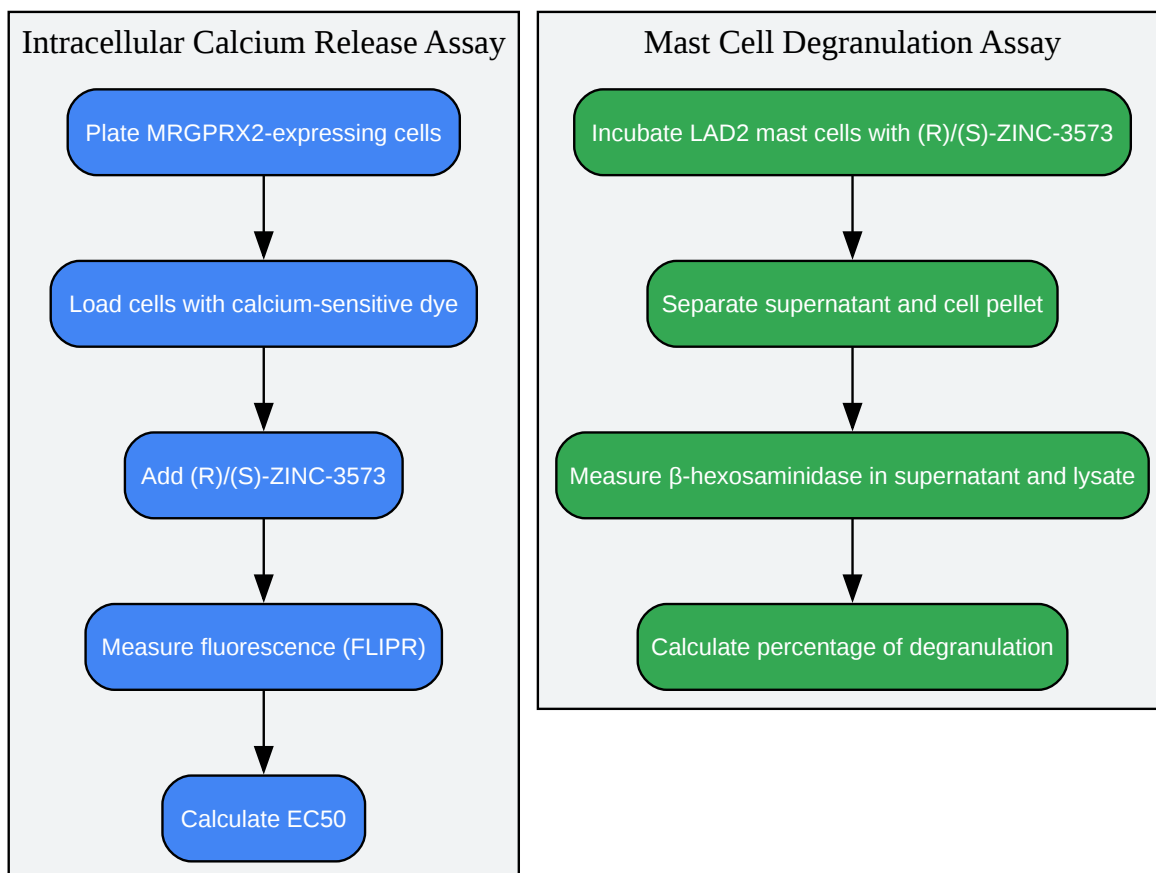 Intracellular Calcium Release Assay
Plate MRGPRX2-expressing cells
Load cells with calcium-sensitive dye
Add (R)/(S)-ZINC-3573
Measure fluorescence (FLIPR)
Calculate EC50
Mast Cell Degranulation Assay
Incubate LAD2 mast cells with (R)/(S)-ZINC-3573
Separate supernatant and cell pellet
Measure β-hexosaminidase in supernatant and lysate
Calculate percentage of degranulation